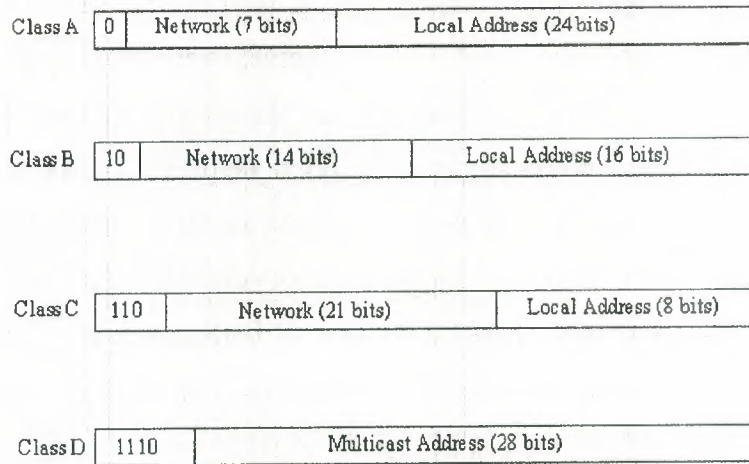 Class A 0 Network (7 bits) Local Address (24 bits)
Class B 10 Network (14 bits) Local Address (16 bits)
Class C 110 Network (21 bits) Local Address (8 bits)
Class D 1110 Multicast Address (28 bits)